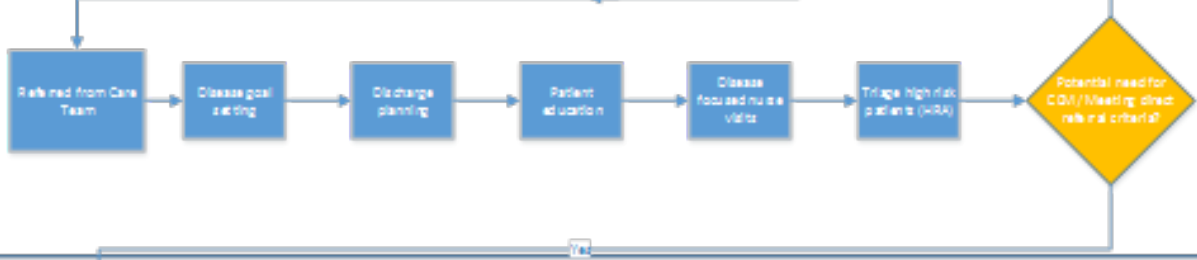 Referred from Care
Team
Disease goal
setting
Discharge
planning
Patient
education
Disease
focused nurse
visits
Triage high risk
patients (HRA)
Potential need for
CCM/ Meeting direct
referral criteria?
Yes